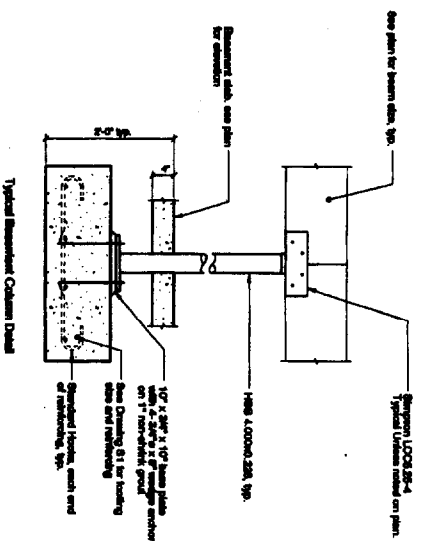 See plan for beam size, typ.
Simpson LCC5.25-4
Typical Unless noted on plan.
Basement slab, see plan
for elevation
HSS 4.000x0.226, typ.
2'-0" typ.
4"
10" X 3/4" X 10" base plate
with 4- 3/4"ø x 6" wedge anchor
on 1" non-shrink grout
See Drawing S1 for footing
size and reinforcing
Standard Hooks, each end
of reinforcing, typ.
Typical Basement Column Detail